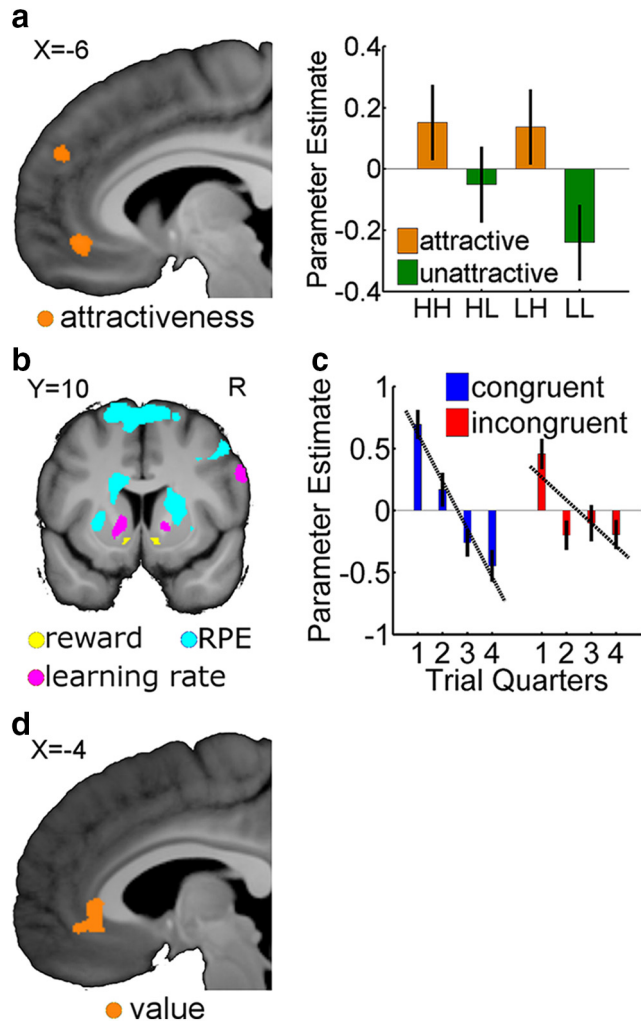 a
X=-6
attractiveness
Parameter Estimate
0.4
0.2
0
-0.2
-0.4
attractive
unattractive
HH HL LH LL
b
Y=10 R
reward RPE
learning rate
c
Parameter Estimate
1
0.5
0
-0.5
-1
congruent
incongruent
1 2 3 4 1 2 3 4
Trial Quarters
d
X=-4
value